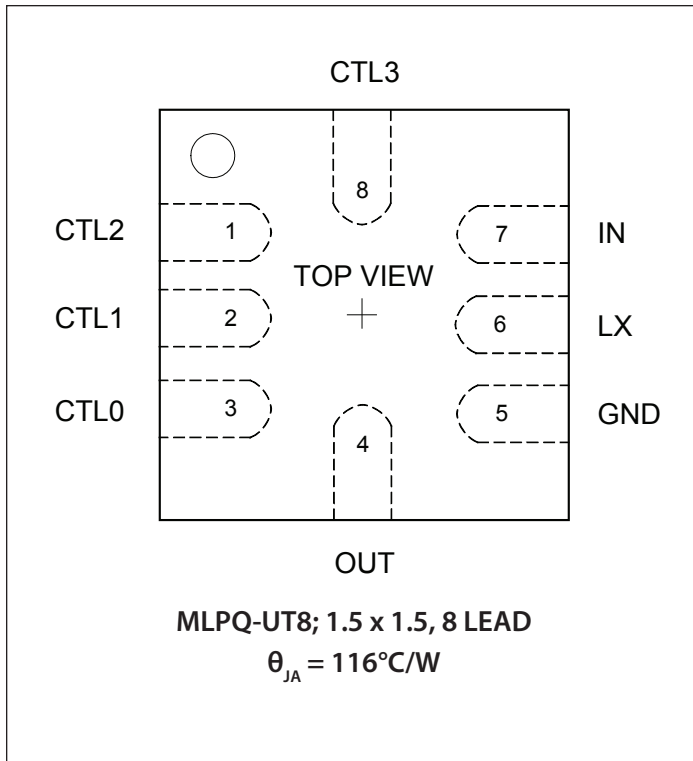 CTL3
8
CTL2 1 7 IN
TOP VIEW
CTL1 2 6 LX
CTL0 3 5 GND
4
OUT
MLPQ-UT8; 1.5 x 1.5, 8 LEAD
θJA = 116°C/W